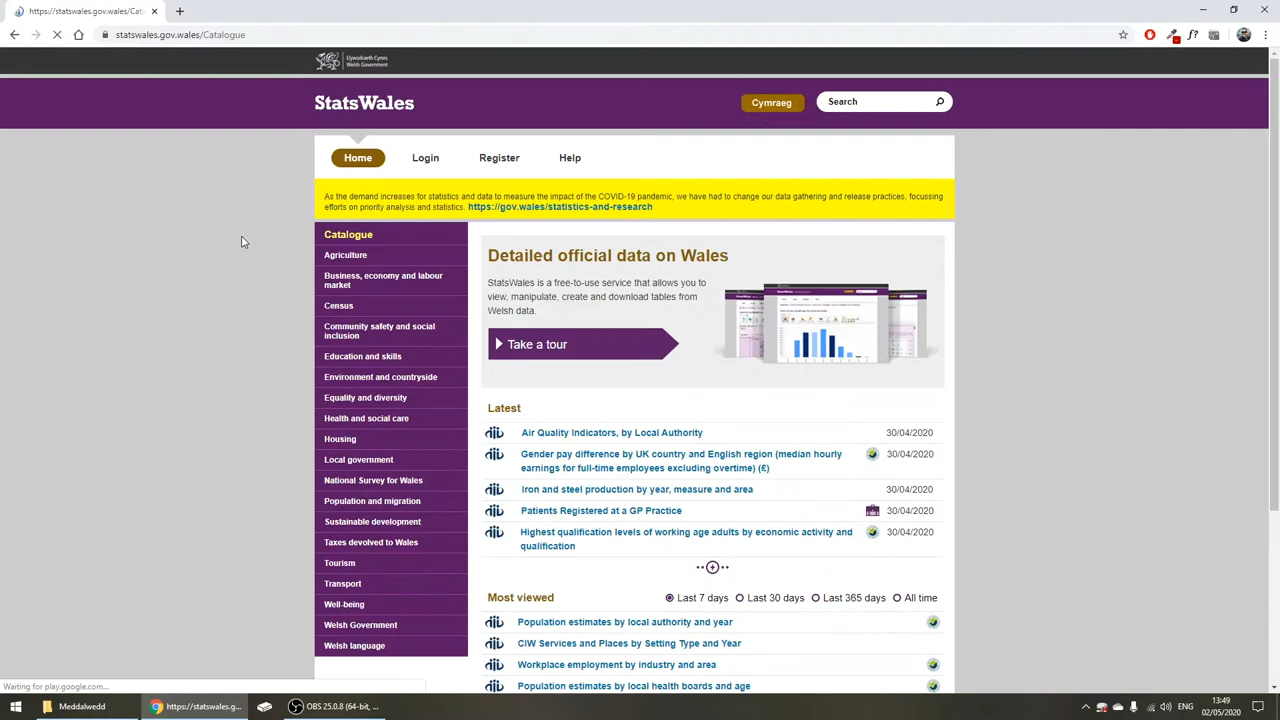 https://statswales.gov.wales/Cat
statswales.gov.wales/Catalogue
Llywodraeth Cymru
Welsh Government
StatsWales
Cymraeg
Search
Home
Login
Register
Help
As the demand increases for statistics and data to measure the impact of the COVID-19 pandemic, we have had to change our data gathering and release practices, focussing
efforts on priority analysis and statistics. https://gov.wales/statistics-and-research
Catalogue
Agriculture
Business, economy and labour
market
Census
Community safety and social
inclusion
Education and skills
Environment and countryside
Equality and diversity
Health and social care
Housing
Local government
National Survey for Wales
Population and migration
Sustainable development
Taxes devolved to Wales
Tourism
Transport
Well-being
Welsh Government
Welsh language
Detailed official data on Wales
StatsWales is a free-to-use service that allows you to
view, manipulate, create and download tables from
Welsh data.
Take a tour
Latest
Air Quality Indicators, by Local Authority 30/04/2020
Gender pay difference by UK country and English region (median hourly 30/04/2020
earnings for full-time employees excluding overtime) (£)
Iron and steel production by year, measure and area 30/04/2020
Patients Registered at a GP Practice 30/04/2020
Highest qualification levels of working age adults by economic activity and 30/04/2020
qualification
Most viewed Last 7 days Last 30 days Last 365 days All time
Population estimates by local authority and year
CIW Services and Places by Setting Type and Year
Workplace employment by industry and area
Population estimates by local health boards and age
Waiting for play.google.com...
Meddalwedd
https://statswales.g...
OBS 25.0.8 (64-bit, ...
ENG
13:49
02/05/2020